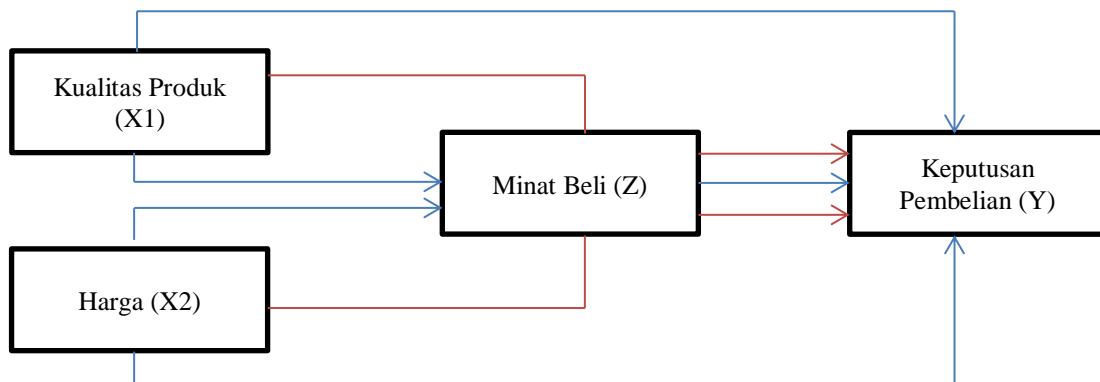 Kualitas Produk
(X1)
Minat Beli (Z)
Keputusan
Pembelian (Y)
Harga (X2)